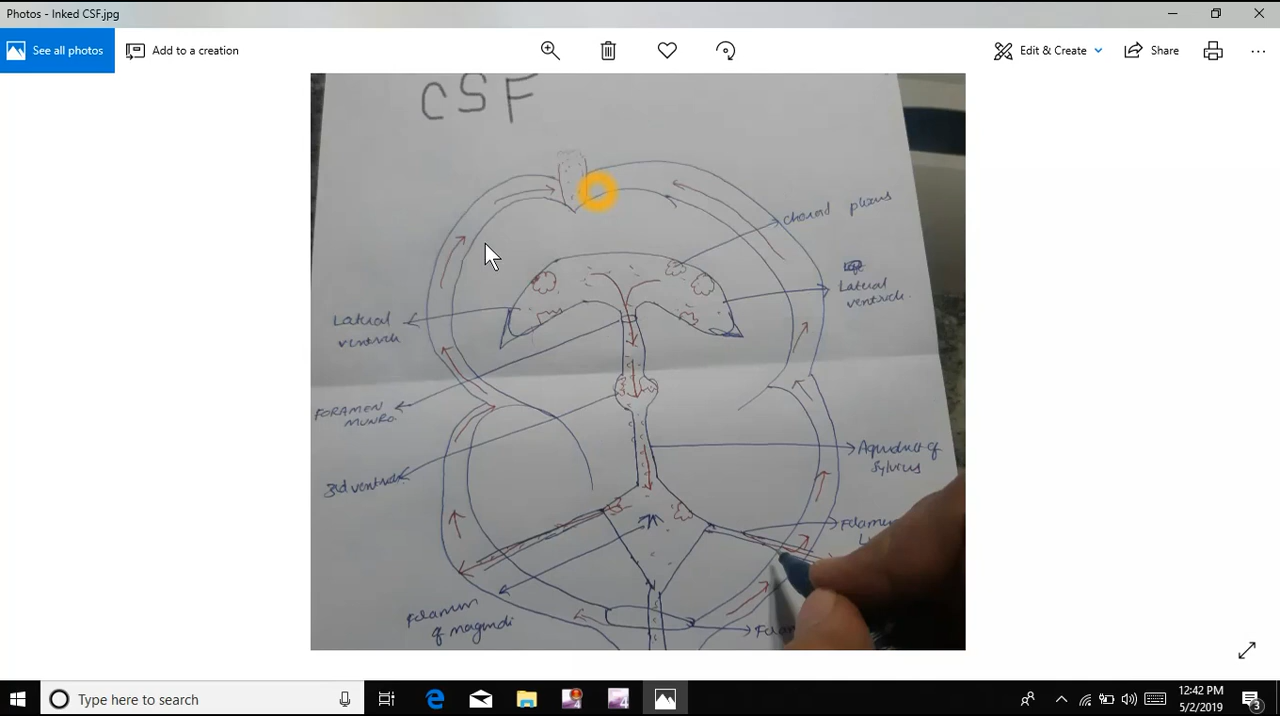 Photos - Inked CSF.jpg
See all photos
Add to a creation
Edit & Create
Share
CSF
choroid plexus
Lateral
ventricle.
Lateral
ventricle
FORAMEN
MUNRO
3rd ventricle
Aqueduct of
Sylvius
Foramen
of magendi
Type here to search
12:42 PM
5/2/2019
3